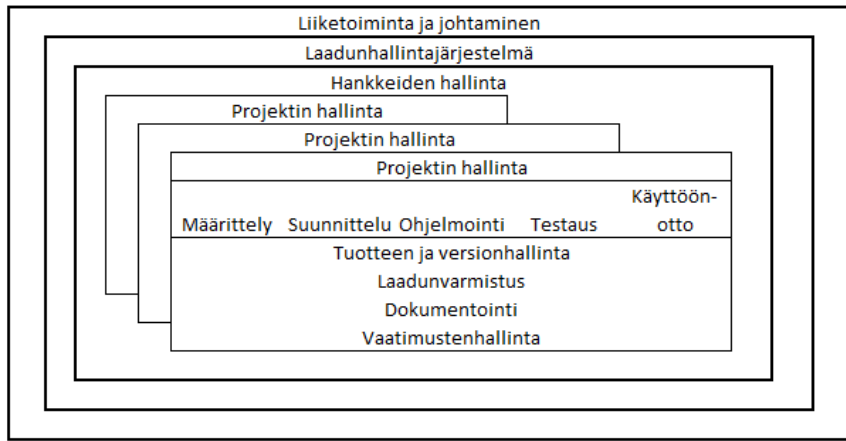 Liiketoiminta ja johtaminen
Laadunhallintajärjestelmä
Hankkeiden hallinta
Projektin hallinta
Projektin hallinta
Projektin hallinta
Käyttöön-
Määrittely Suunnittelu Ohjelmointi Testaus otto
Tuotteen ja versionhallinta
Laadunvarmistus
Dokumentointi
Vaatimustenhallinta